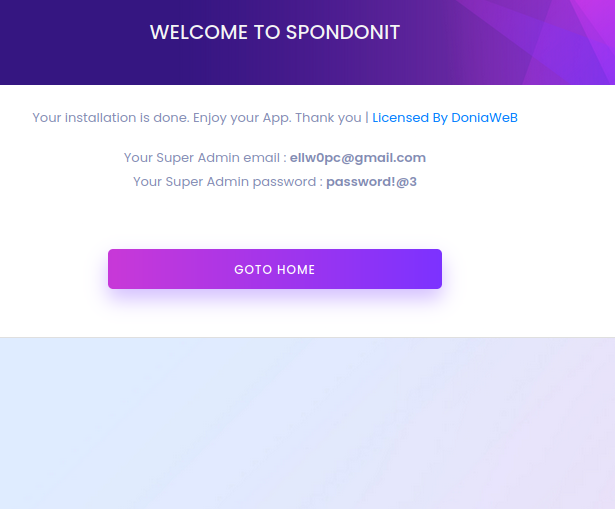 WELCOME TO SPONDONIT
Your installation is done. Enjoy your App. Thank you | Licensed By DoniaWeB
Your Super Admin email : ellw0pc@gmail.com
Your Super Admin password : password!@3
GOTO HOME